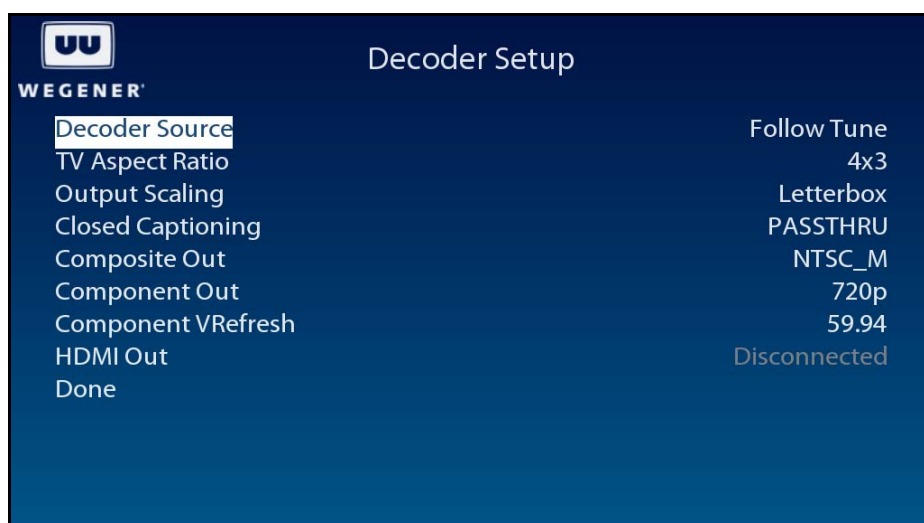 WEGENER®
Decoder Setup
Decoder Source Follow Tune
TV Aspect Ratio 4x3
Output Scaling Letterbox
Closed Captioning PASSTHRU
Composite Out NTSC_M
Component Out 720p
Component VRefresh 59.94
HDMI Out Disconnected
Done